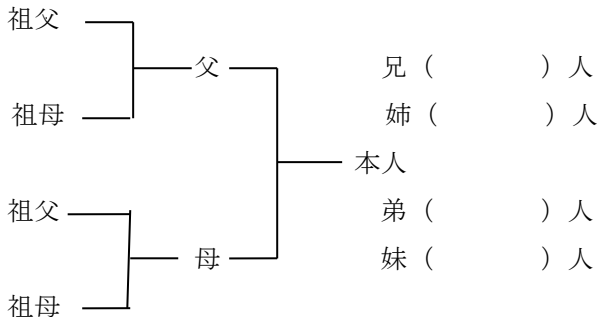 祖父
父
兄（　　　　）人
祖母
姉（　　　　）人
本人
祖父
弟（　　　　）人
母
妹（　　　　）人
祖母